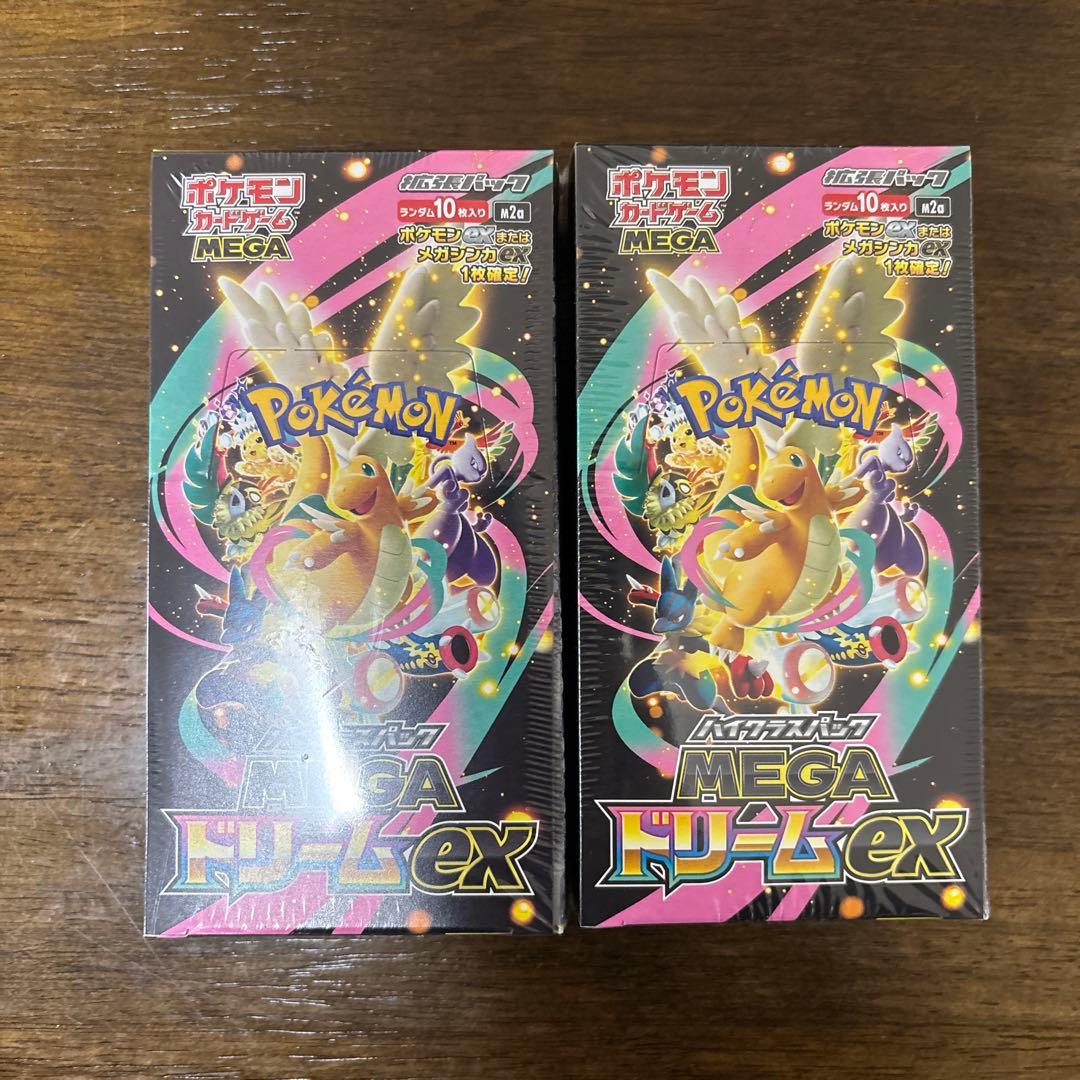 ポケモン
カードゲーム
MEGA
拡張パック
ランダム10枚入り M2a
ポケモンexまたは
メガシンカex
1枚確定!
Pokémon
TM
ハイクラスパック
MEGA
ドリームex
ポケモン
カードゲーム
MEGA
拡張パック
ランダム10枚入り M2a
ポケモンexまたは
メガシンカex
1枚確定!
Pokémon
TM
ハイクラスパック
MEGA
ドリームex